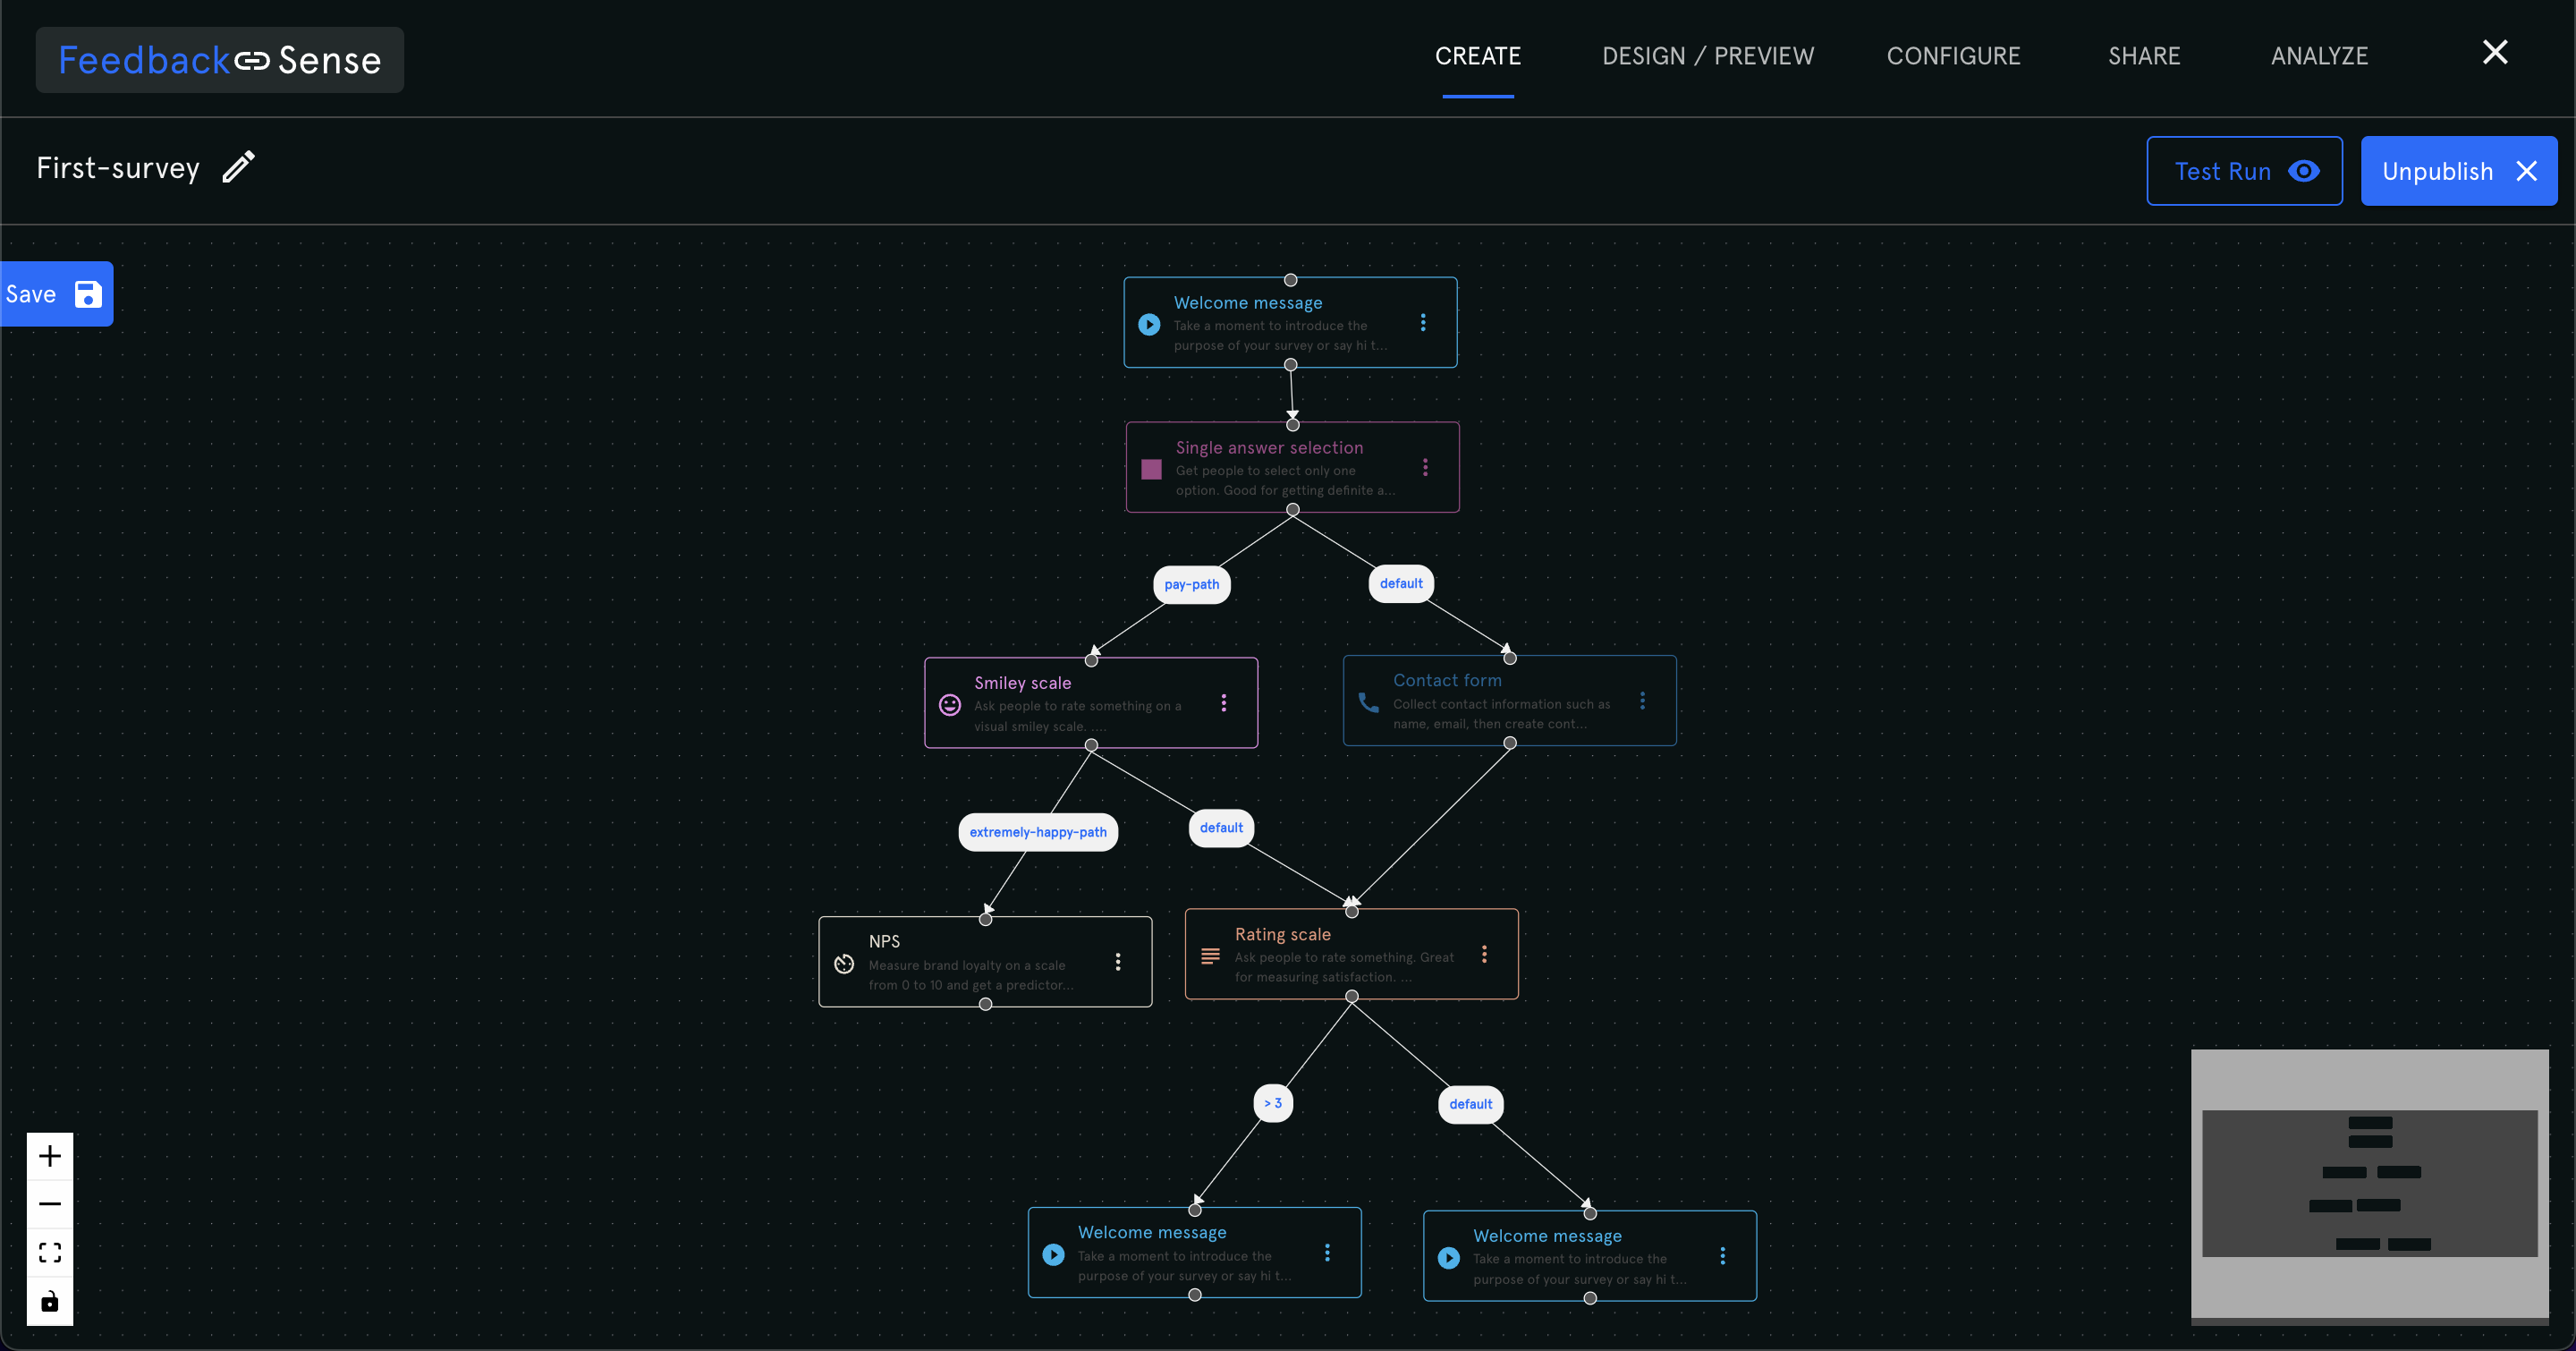 Feedback Sense
CREATE
DESIGN / PREVIEW
CONFIGURE
SHARE
ANALYZE
First-survey
Test Run
Unpublish
Save
Welcome message
Take a moment to introduce the
purpose of your survey or say hi t...
Single answer selection
Get people to select only one
option. Good for getting definite a...
pay-path
default
Smiley scale
Ask people to rate something on a
visual smiley scale. ....
Contact form
Collect contact information such as
name, email, then create cont...
extremely-happy-path
default
NPS
Measure brand loyalty on a scale
from 0 to 10 and get a predictor...
Rating scale
Ask people to rate something. Great
for measuring satisfaction. ...
> 3
default
Welcome message
Take a moment to introduce the
purpose of your survey or say hi t...
Welcome message
Take a moment to introduce the
purpose of your survey or say hi t...